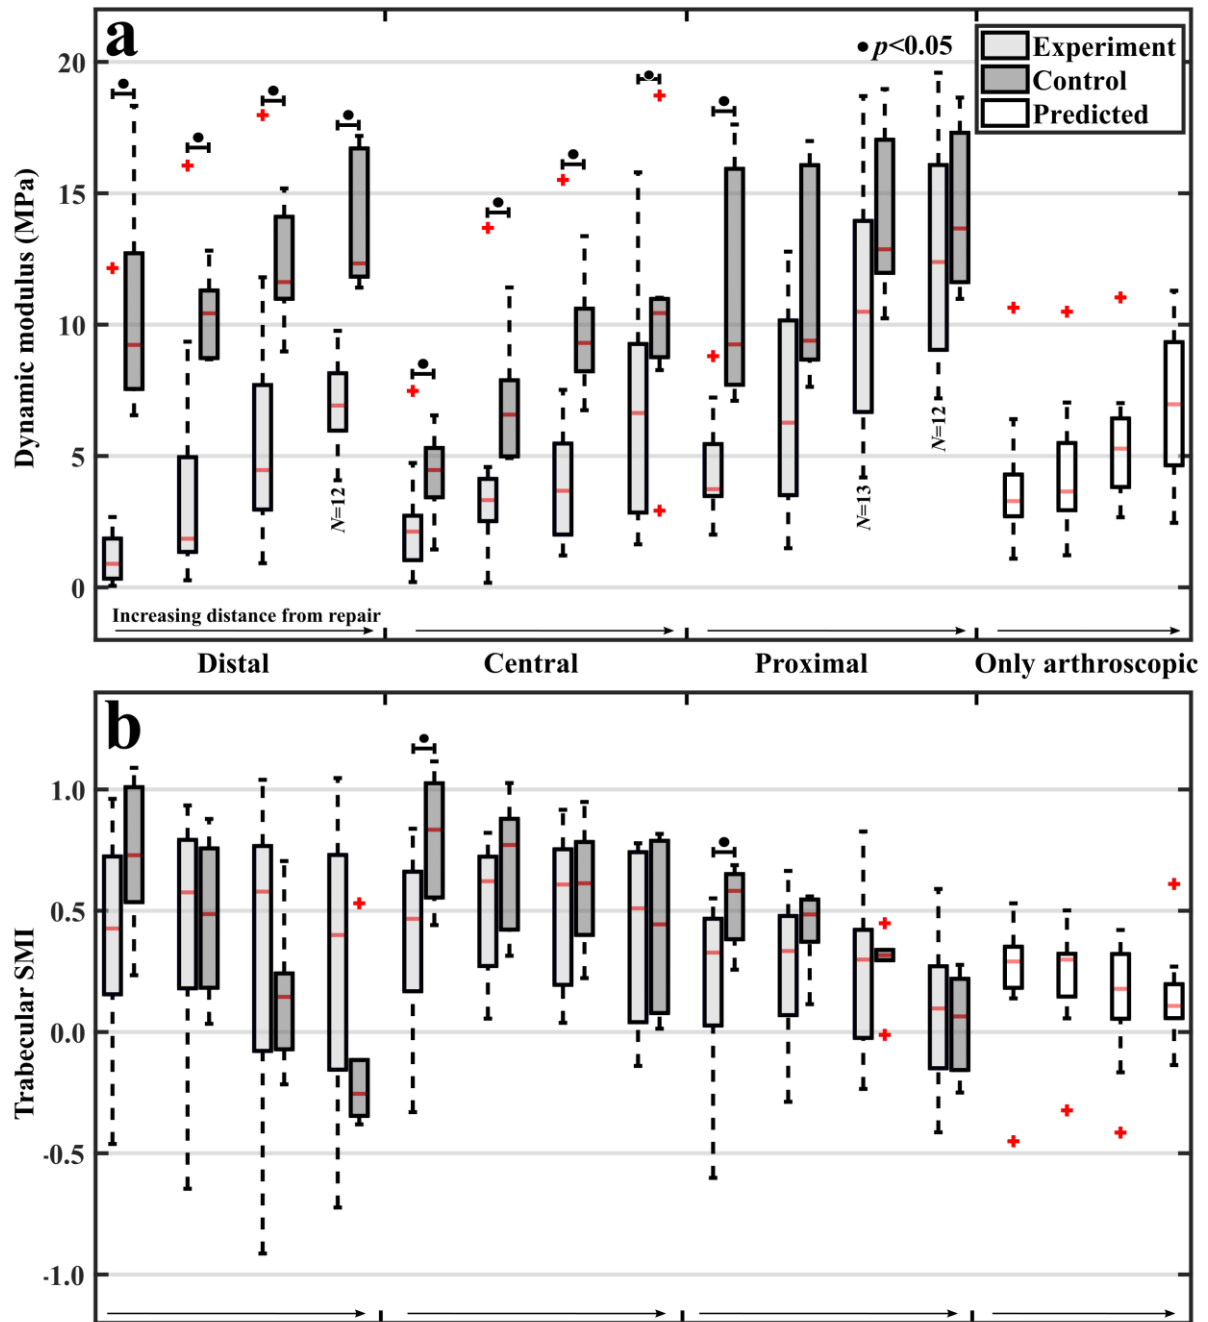 a
•p<0.05
Experiment
Control
Predicted
Dynamic modulus (MPa)
20
15
10
5
0
N=12
N=13
N=12
Increasing distance from repair
Distal
Central
Proximal
Only arthroscopic
b
Trabecular SMI
1.0
0.5
0.0
-0.5
-1.0